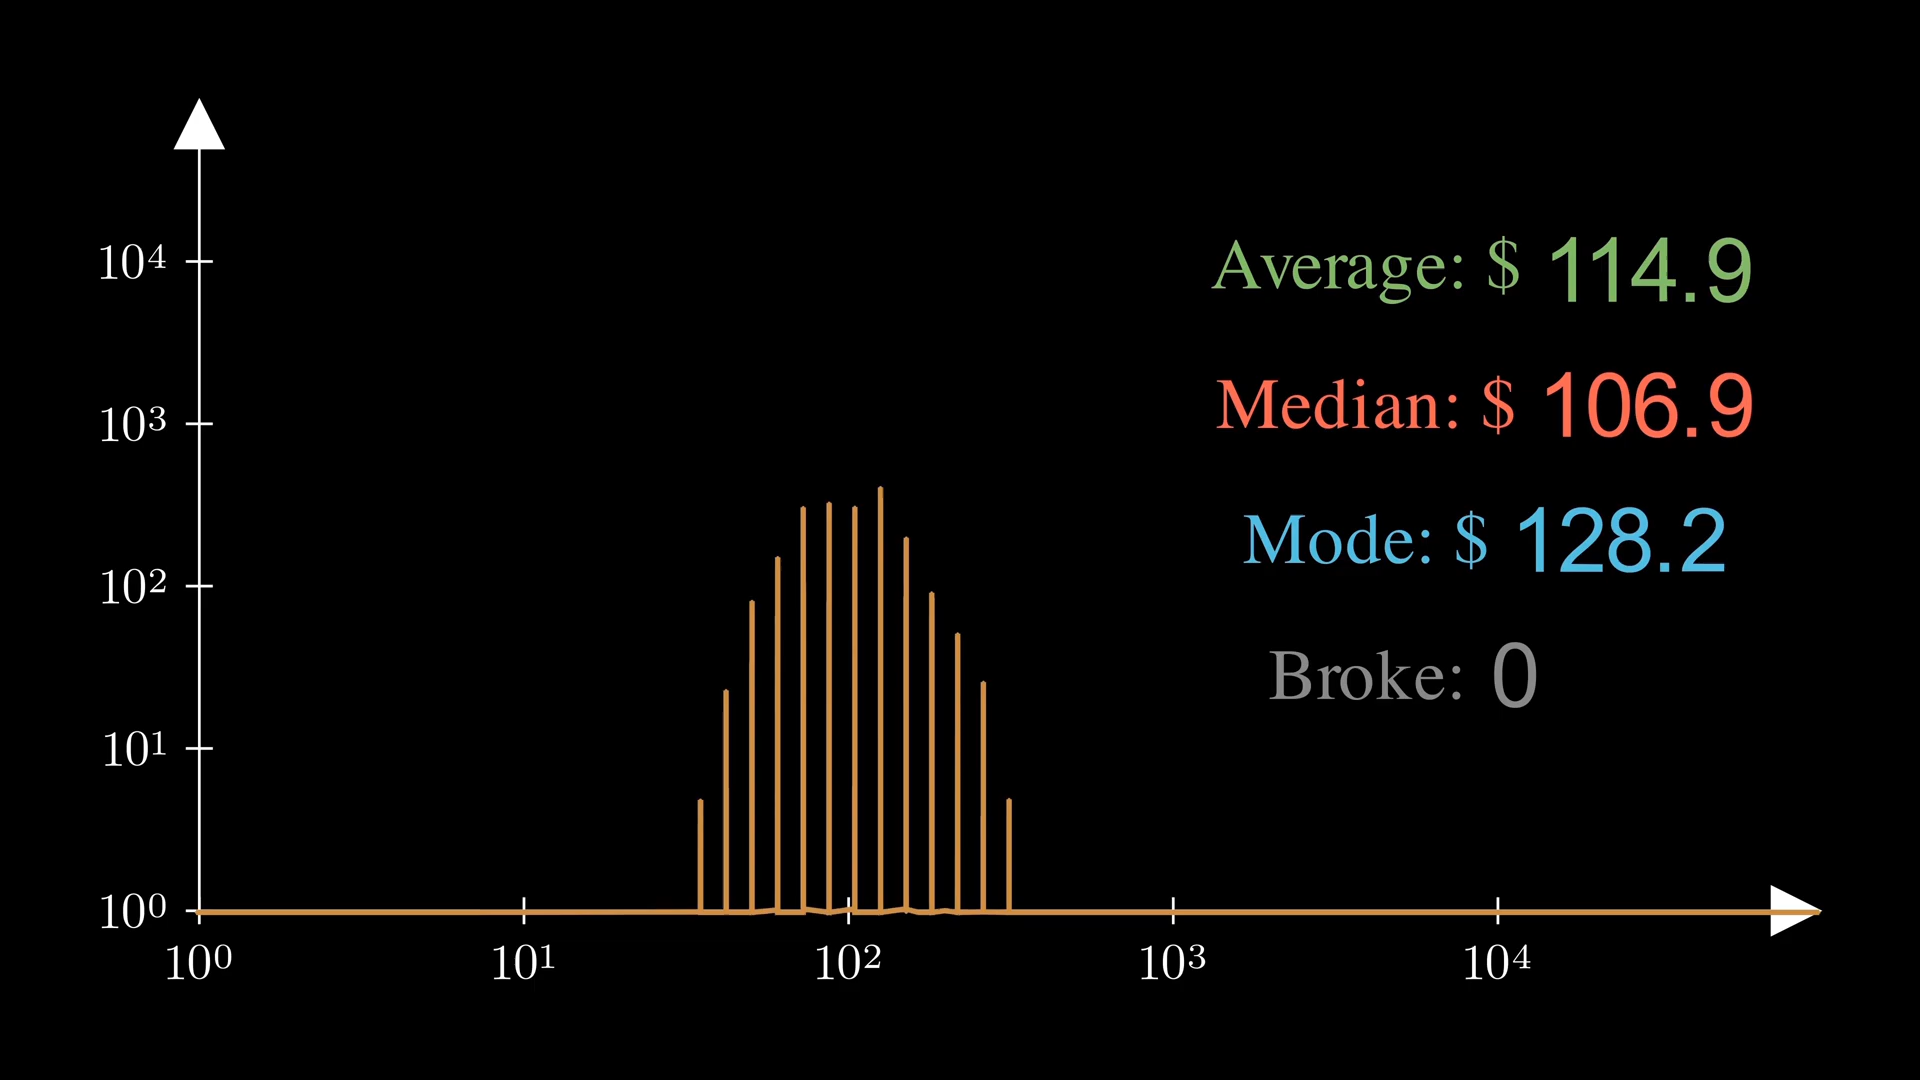 10⁴
10³
10²
10¹
10⁰
10⁰ 10¹ 10² 10³ 10⁴
Average: $ 114.9
Median: $ 106.9
Mode: $ 128.2
Broke: 0